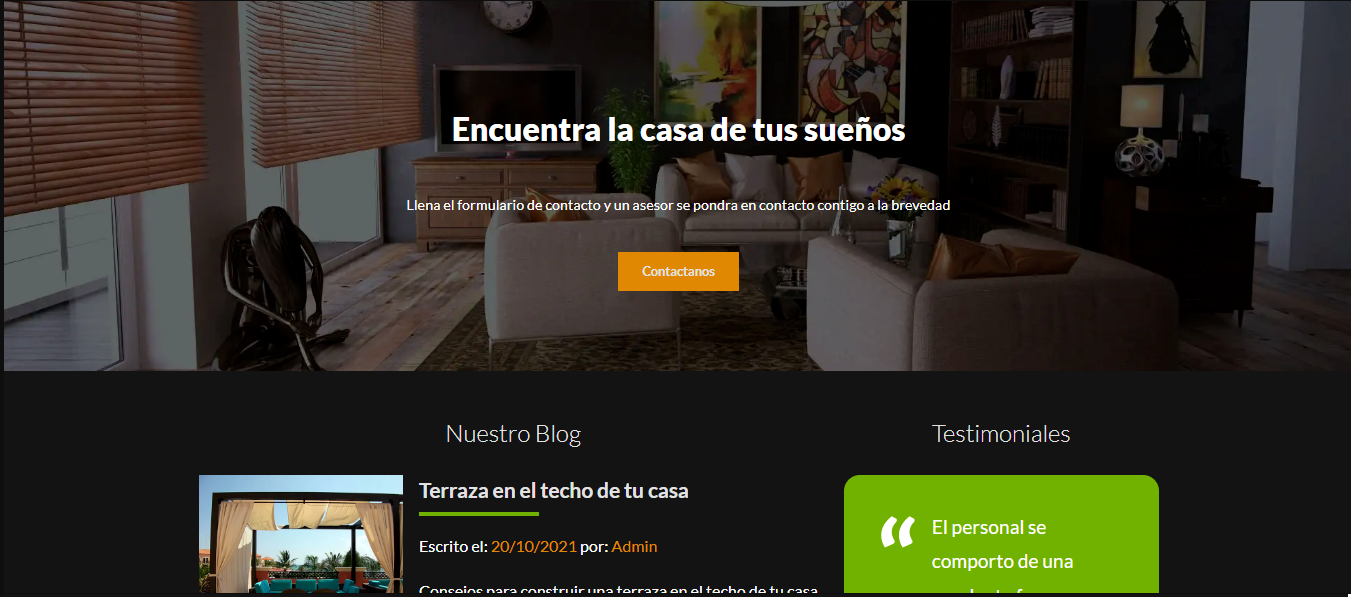 Encuentra la casa de tus sueños
Llena el formulario de contacto y un asesor se pondra en contacto contigo a la brevedad
Contactanos
Nuestro Blog
Terraza en el techo de tu casa
Escrito el: 20/10/2021 por: Admin
Consejos para construir una terraza en el techo de tu casa
Testimoniales
“ El personal se
comporto de una